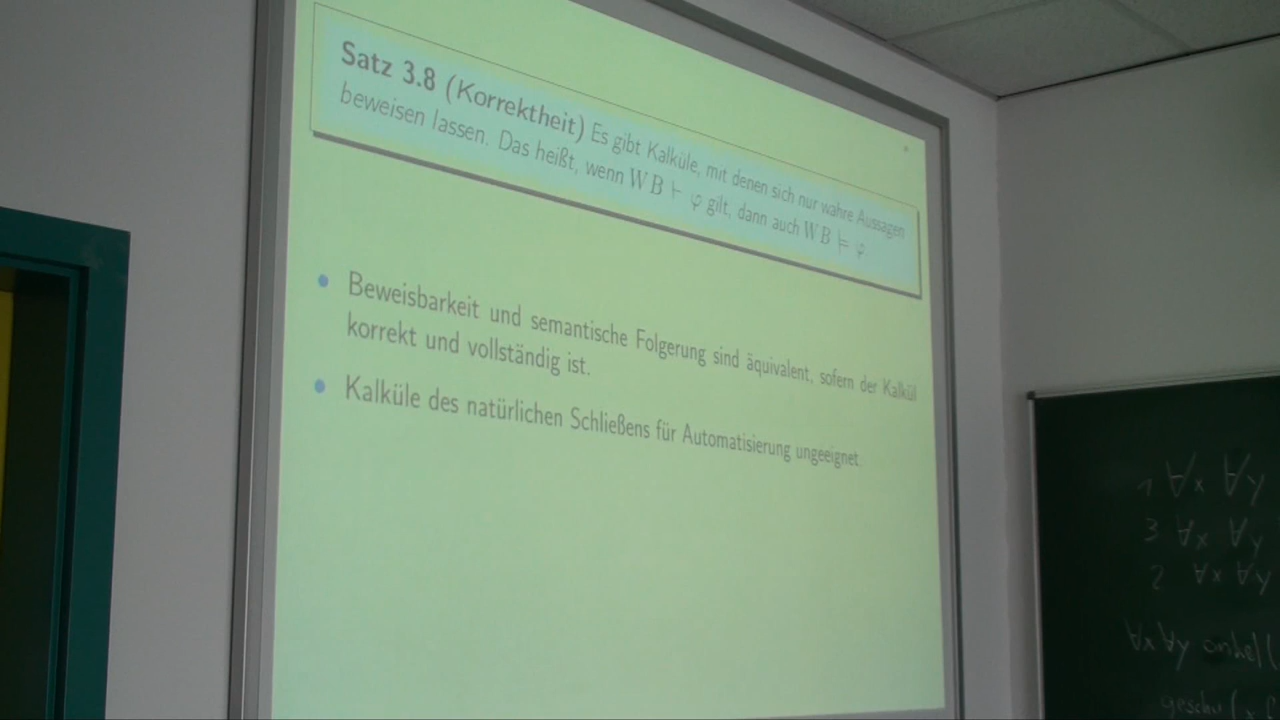 Satz 3.8 (Korrektheit) Es gibt Kalküle, mit denen sich nur wahre Aussagen
beweisen lassen. Das heißt, wenn WB ⊢ φ gilt, dann auch WB ⊨ φ.
• Beweisbarkeit und semantische Folgerung sind äquivalent, sofern der Kalkül
korrekt und vollständig ist.
• Kalküle des natürlichen Schließens für Automatisierung ungeeignet.
1 ∀x ∀y
3 ∀x ∀y
2 ∀x ∀y
∀x ∀y onkel(
geschw(x